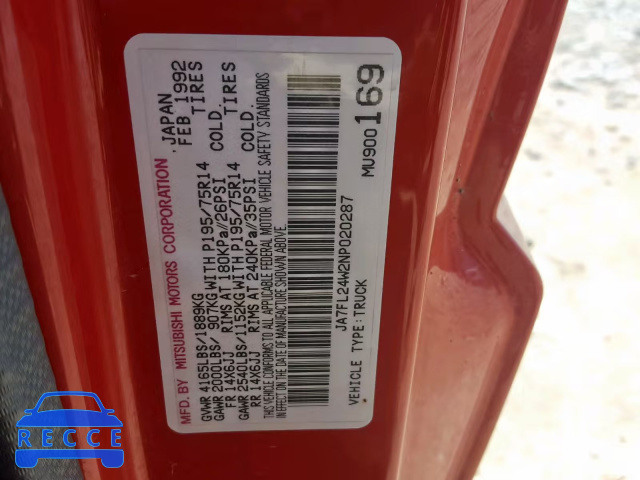 MFD. BY MITSUBISHI MOTORS CORPORATION JAPAN
FEB 1992
GVWR 4165LBS/1889KG
GAWR 2000LBS/ 907KG WITH P195/75R14 TIRES
FR 14X6JJ RIMS AT 180KPa//26PSI COLD.
GAWR 2540LBS/1152KG WITH P195/75R14 TIRES
RR 14X6JJ RIMS AT 240KPa//35PSI COLD.
THIS VEHICLE CONFORMS TO ALL APPLICABLE FEDERAL MOTOR VEHICLE SAFETY STANDARDS
IN EFFECT ON THE DATE OF MANUFACTURE SHOWN ABOVE.
JA7FL24W2NP020287
VEHICLE TYPE:TRUCK
MU900169
RECCE